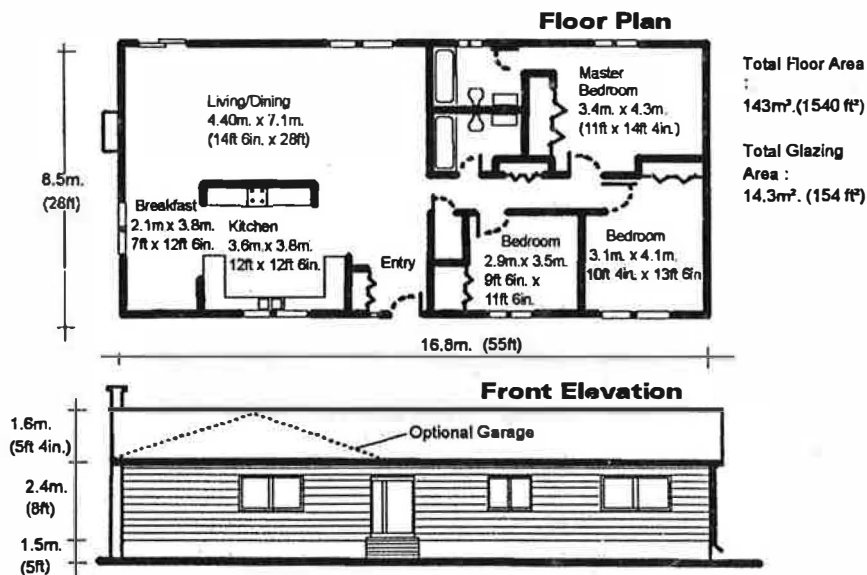 Floor Plan
Total Floor Area
:
143m².(1540 ft²)
Total Glazing
Area :
14.3m². (154 ft²)
Living/Dining
4.40m. x 7.1m.
(14ft 6in. x 28ft)
Master
Bedroom
3.4m. x 4.3m.
(11ft x 14ft 4in.)
8.5m.
(28ft)
Breakfast
2.1m x 3.8m.
7ft x 12ft 6in.
Kitchen
3.6m. x 3.8m.
12ft x 12ft 6in.
Entry
Bedroom
2.9m. x 3.5m.
9ft 6in. x
11ft 6in.
Bedroom
3.1m. x 4.1m.
10ft 4in. x 13ft 6in
16.8m. (55ft)
Front Elevation
1.6m.
(5ft 4in.)
Optional Garage
2.4m.
(8ft)
1.5m.
(5ft)